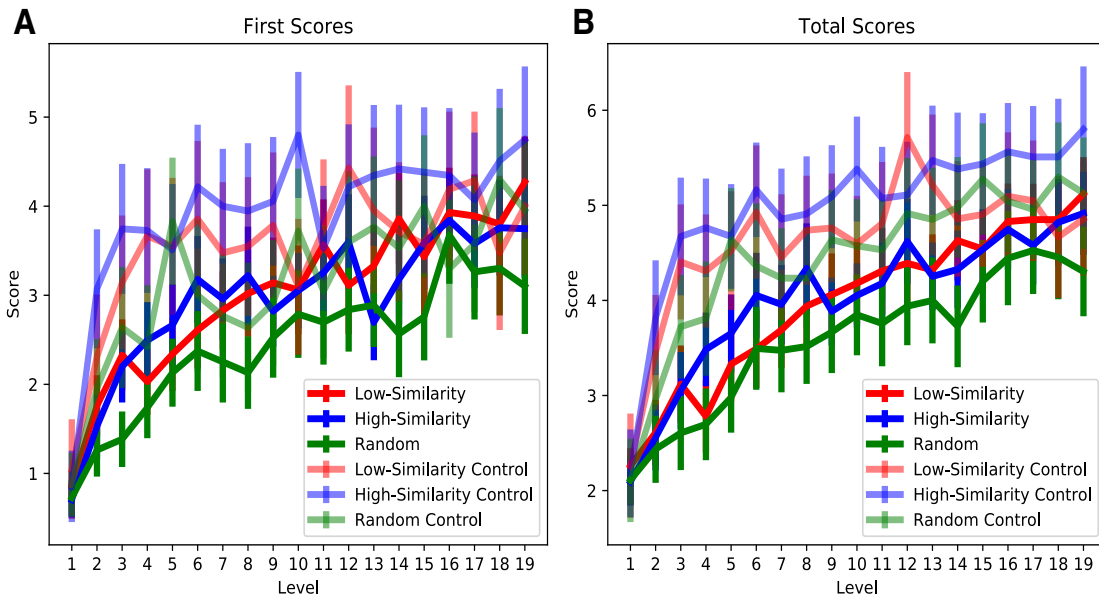 A
First Scores
Score
5
4
3
2
1
Low-Similarity
High-Similarity
Random
Low-Similarity Control
High-Similarity Control
Random Control
1 2 3 4 5 6 7 8 9 10 11 12 13 14 15 16 17 18 19
Level
B
Total Scores
Score
6
5
4
3
2
Low-Similarity
High-Similarity
Random
Low-Similarity Control
High-Similarity Control
Random Control
1 2 3 4 5 6 7 8 9 10 11 12 13 14 15 16 17 18 19
Level